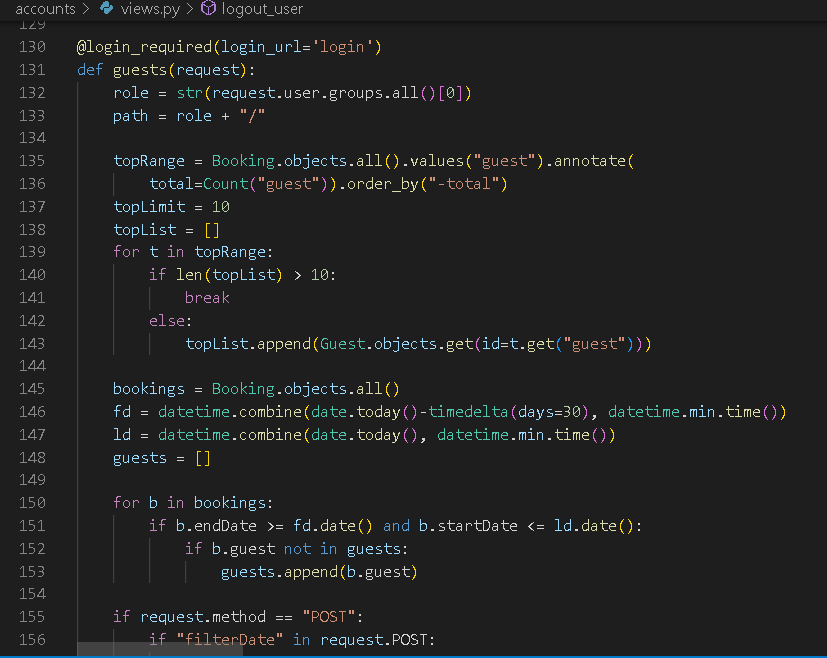 accounts > views.py > logout_user
129
130 @login_required(login_url='login')
131 def guests(request):
132     role = str(request.user.groups.all()[0])
133     path = role + "/"
134
135     topRange = Booking.objects.all().values("guest").annotate(
136         total=Count("guest")).order_by("-total")
137     topLimit = 10
138     topList = []
139     for t in topRange:
140         if len(topList) > 10:
141             break
142         else:
143             topList.append(Guest.objects.get(id=t.get("guest")))
144
145     bookings = Booking.objects.all()
146     fd = datetime.combine(date.today()-timedelta(days=30), datetime.min.time())
147     ld = datetime.combine(date.today(), datetime.min.time())
148     guests = []
149
150     for b in bookings:
151         if b.endDate >= fd.date() and b.startDate <= ld.date():
152             if b.guest not in guests:
153                 guests.append(b.guest)
154
155     if request.method == "POST":
156         if "filterDate" in request.POST: